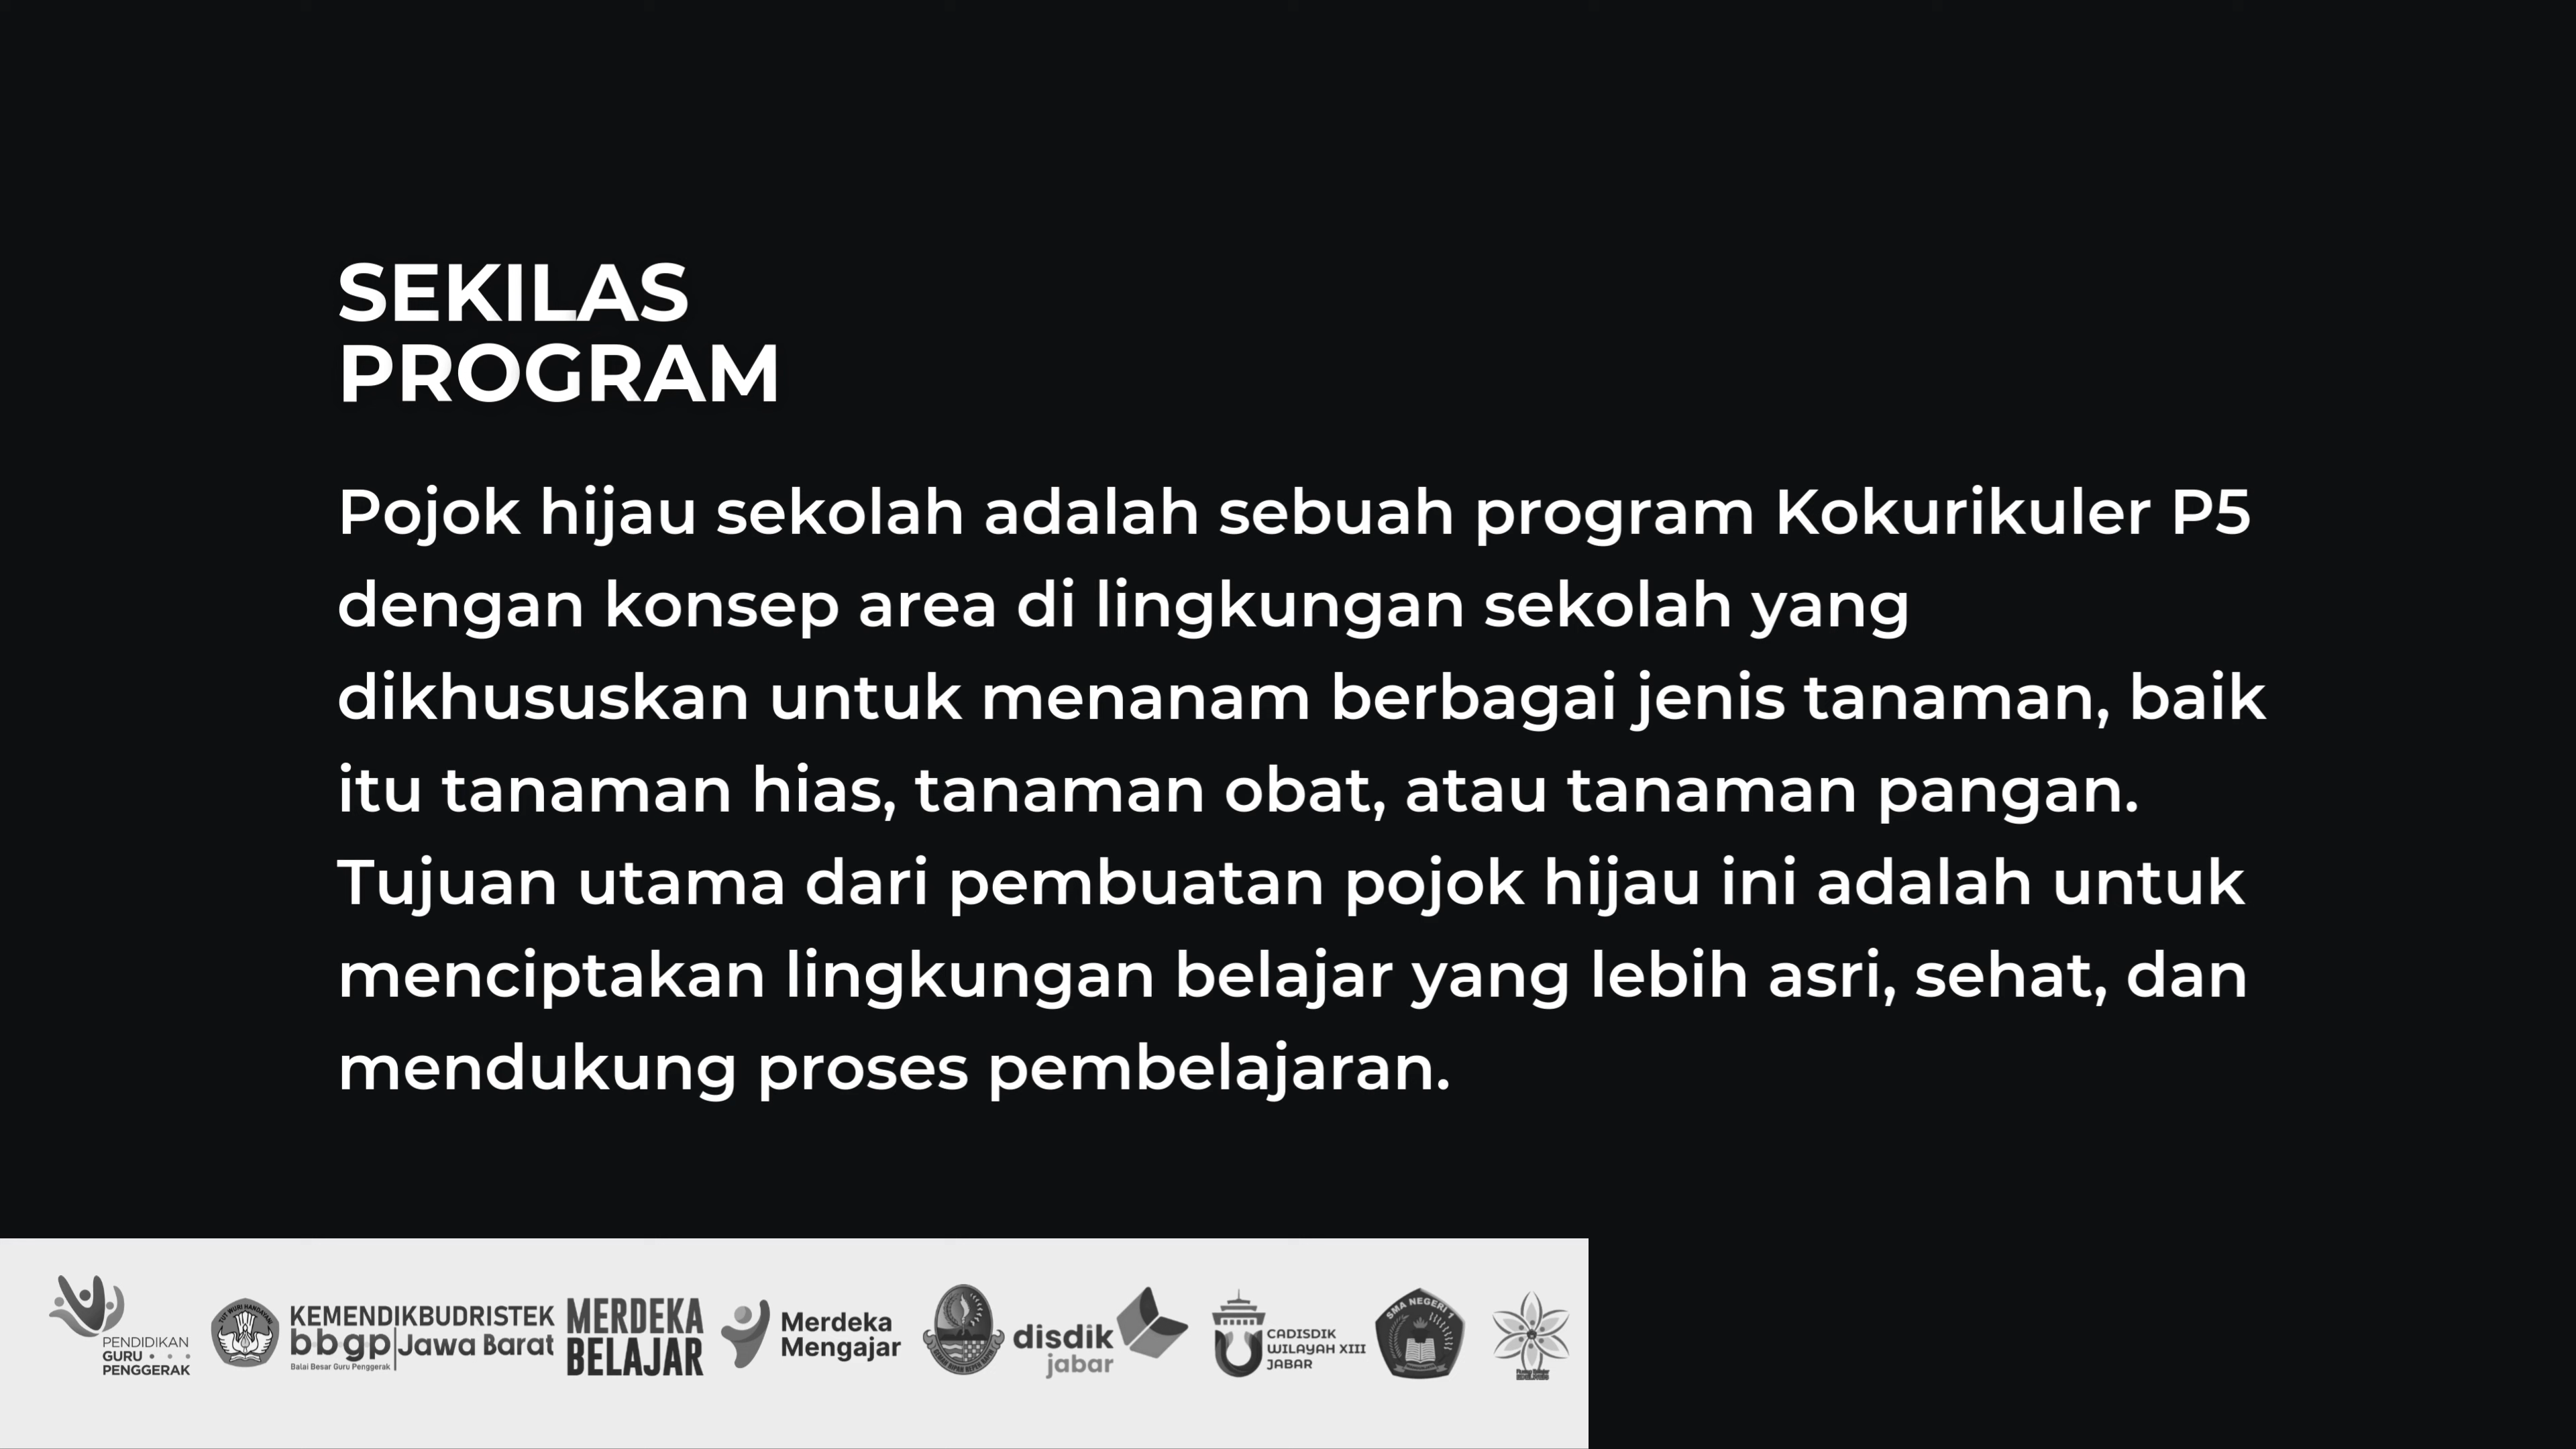 SEKILAS
PROGRAM
Pojok hijau sekolah adalah sebuah program Kokurikuler P5
dengan konsep area di lingkungan sekolah yang
dikhususkan untuk menanam berbagai jenis tanaman, baik
itu tanaman hias, tanaman obat, atau tanaman pangan.
Tujuan utama dari pembuatan pojok hijau ini adalah untuk
menciptakan lingkungan belajar yang lebih asri, sehat, dan
mendukung proses pembelajaran.
PENDIDIKAN
GURU
PENGGERAK
TUT WURI HANDAYANI
KEMENDIKBUDRISTEK
bbgp|Jawa Barat
Balai Besar Guru Penggerak
MERDEKA
BELAJAR
Merdeka
Mengajar
disdik
jabar
CADISDIK
WILAYAH XIII
JABAR
SMA NEGERI 1